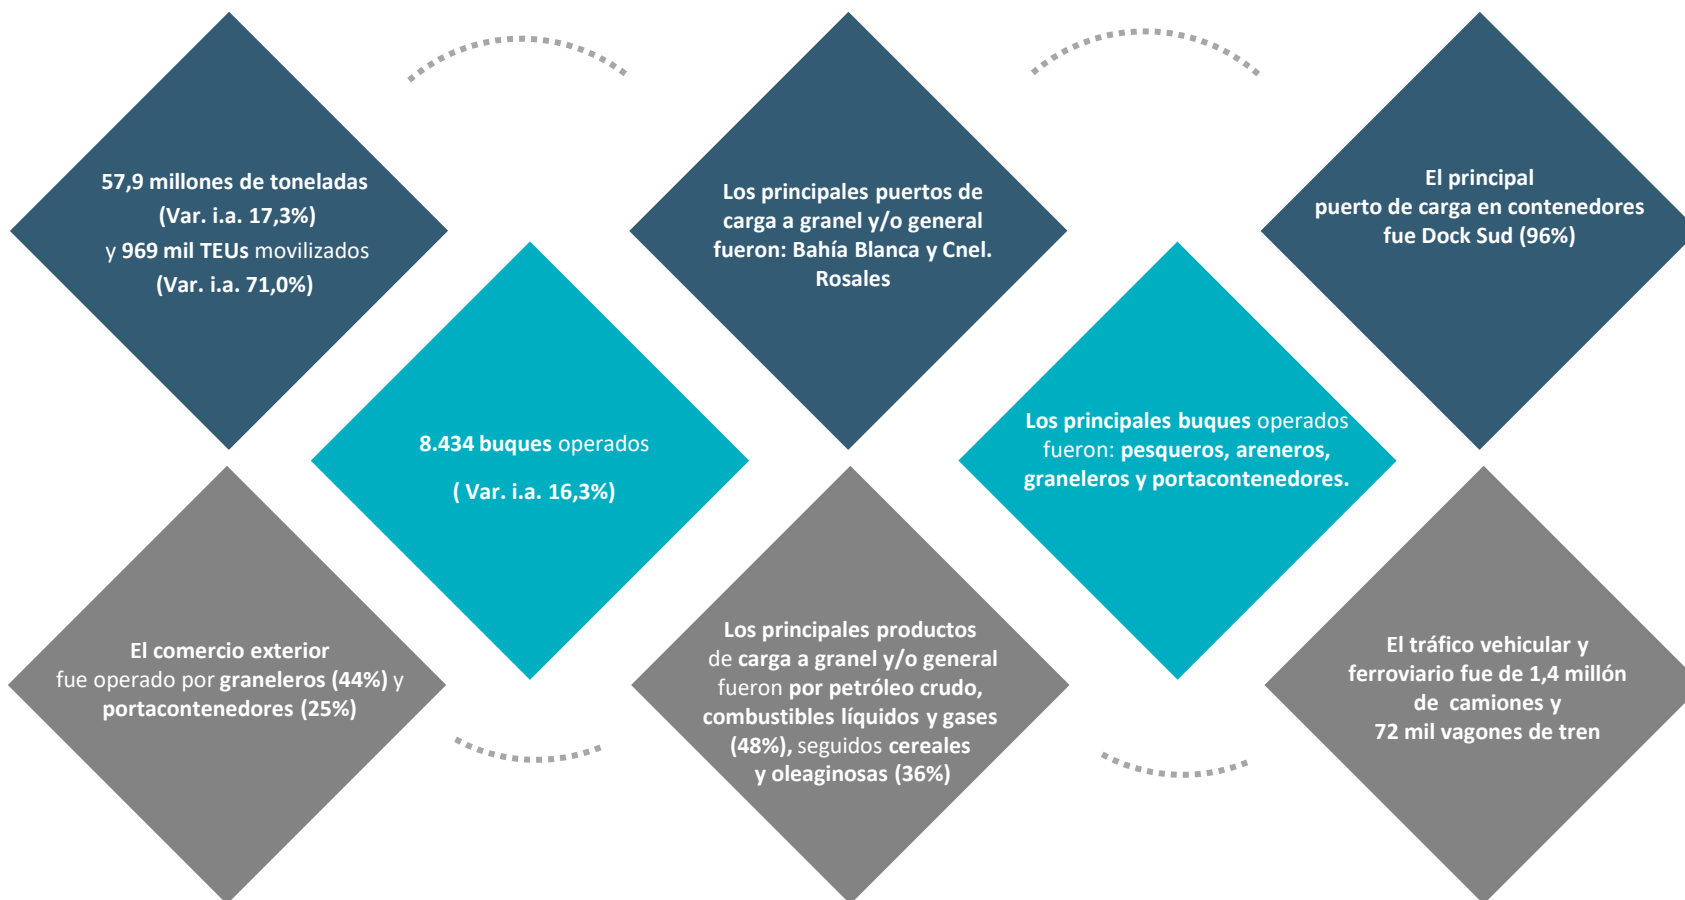 57,9 millones de toneladas
(Var. i.a. 17,3%)
y 969 mil TEUs movilizados
(Var. i.a. 71,0%)
Los principales puertos de
carga a granel y/o general
fueron: Bahía Blanca y Cnel.
Rosales
El principal
puerto de carga en contenedores
fue Dock Sud (96%)
8.434 buques operados
( Var. i.a. 16,3%)
Los principales buques operados
fueron: pesqueros, areneros,
graneleros y portacontenedores.
El comercio exterior
fue operado por graneleros (44%) y
portacontenedores (25%)
Los principales productos
de carga a granel y/o general
fueron por petróleo crudo,
combustibles líquidos y gases
(48%), seguidos cereales
y oleaginosas (36%)
El tráfico vehicular y
ferroviario fue de 1,4 millón
de camiones y
72 mil vagones de tren